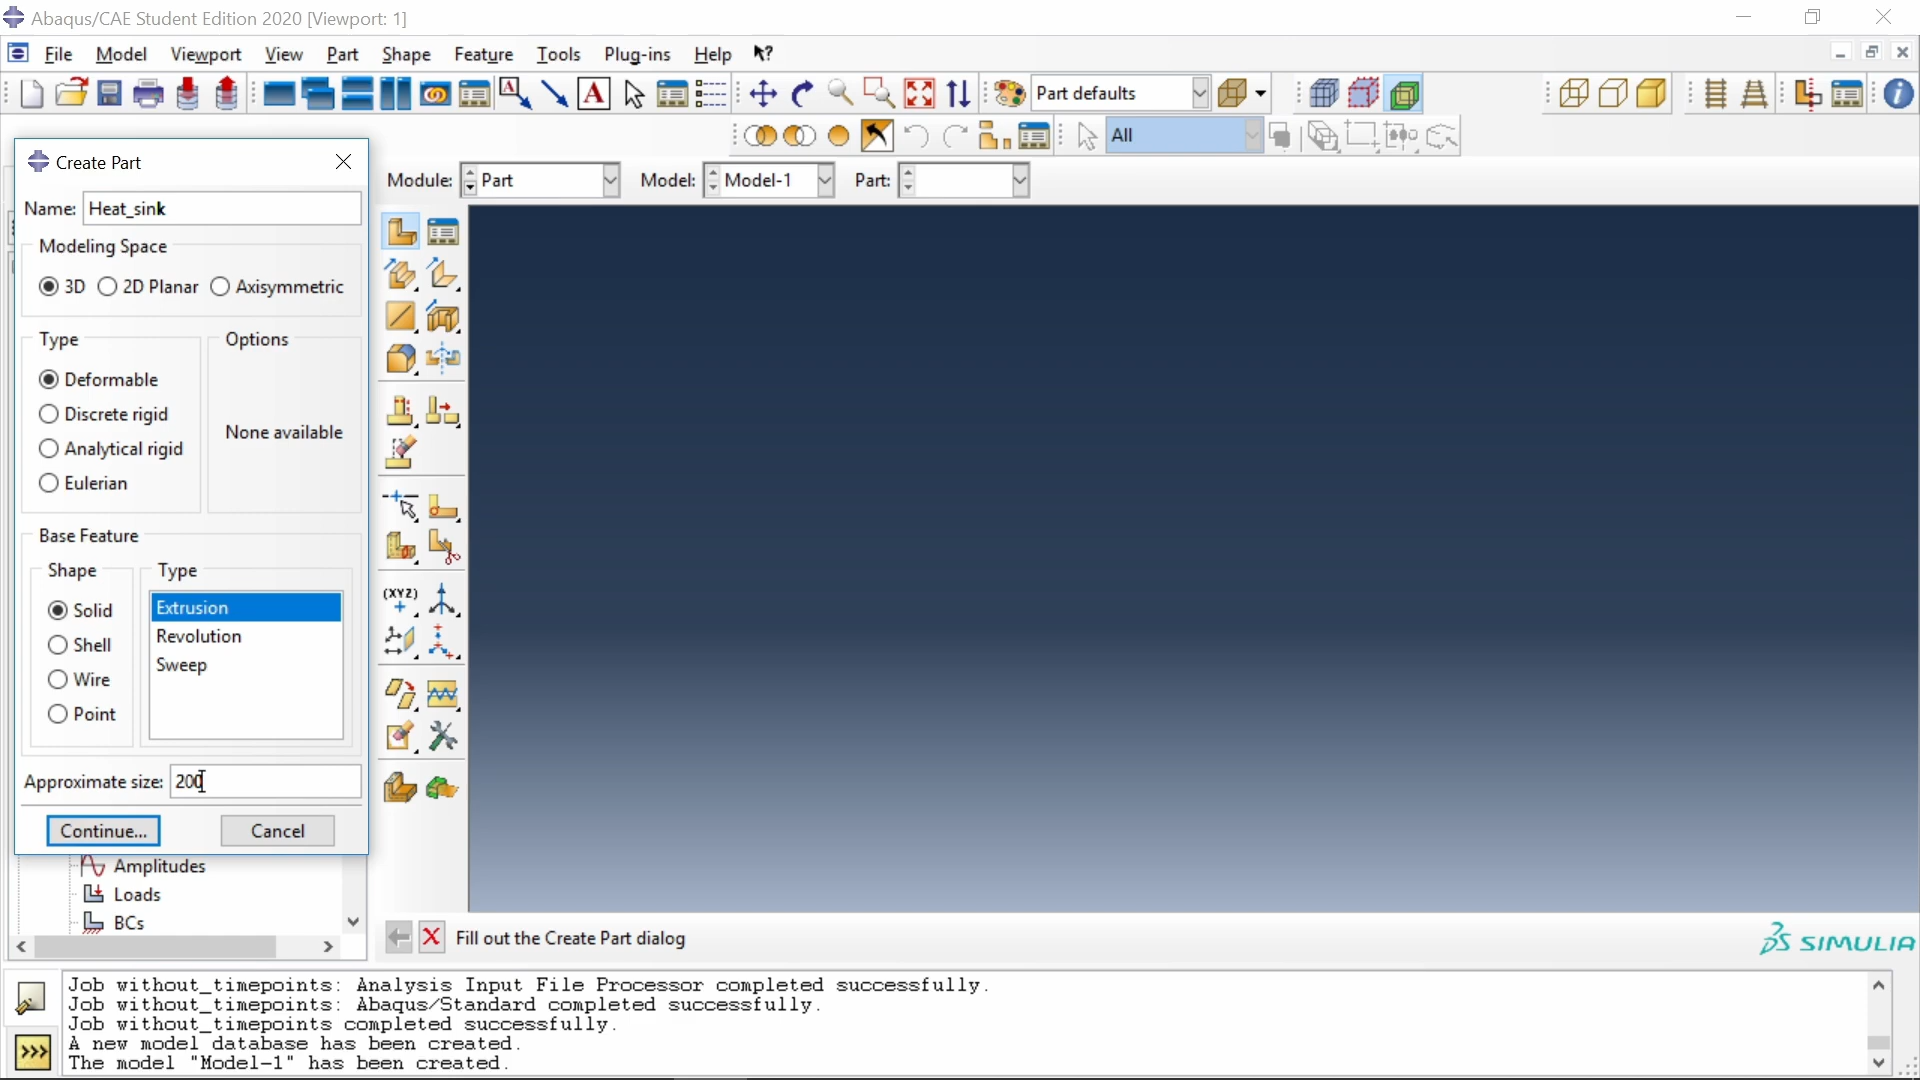 Abaqus/CAE Student Edition 2020 [Viewport: 1]
File Model Viewport View Part Shape Feature Tools Plug-ins Help
Part defaults
All
Module: Part Model: Model-1 Part:
Create Part
Name: Heat_sink
Modeling Space
3D 2D Planar Axisymmetric
Type Options
Deformable
Discrete rigid
Analytical rigid
Eulerian
None available
Base Feature
Shape Type
Solid
Shell
Wire
Point
Extrusion
Revolution
Sweep
Approximate size: 200
Continue... Cancel
(XYZ)
Amplitudes
Loads
BCs
Fill out the Create Part dialog
SIMULIA
Job without_timepoints: Analysis Input File Processor completed successfully.
Job without_timepoints: Abaqus/Standard completed successfully.
Job without_timepoints completed successfully.
A new model database has been created.
The model "Model-1" has been created.